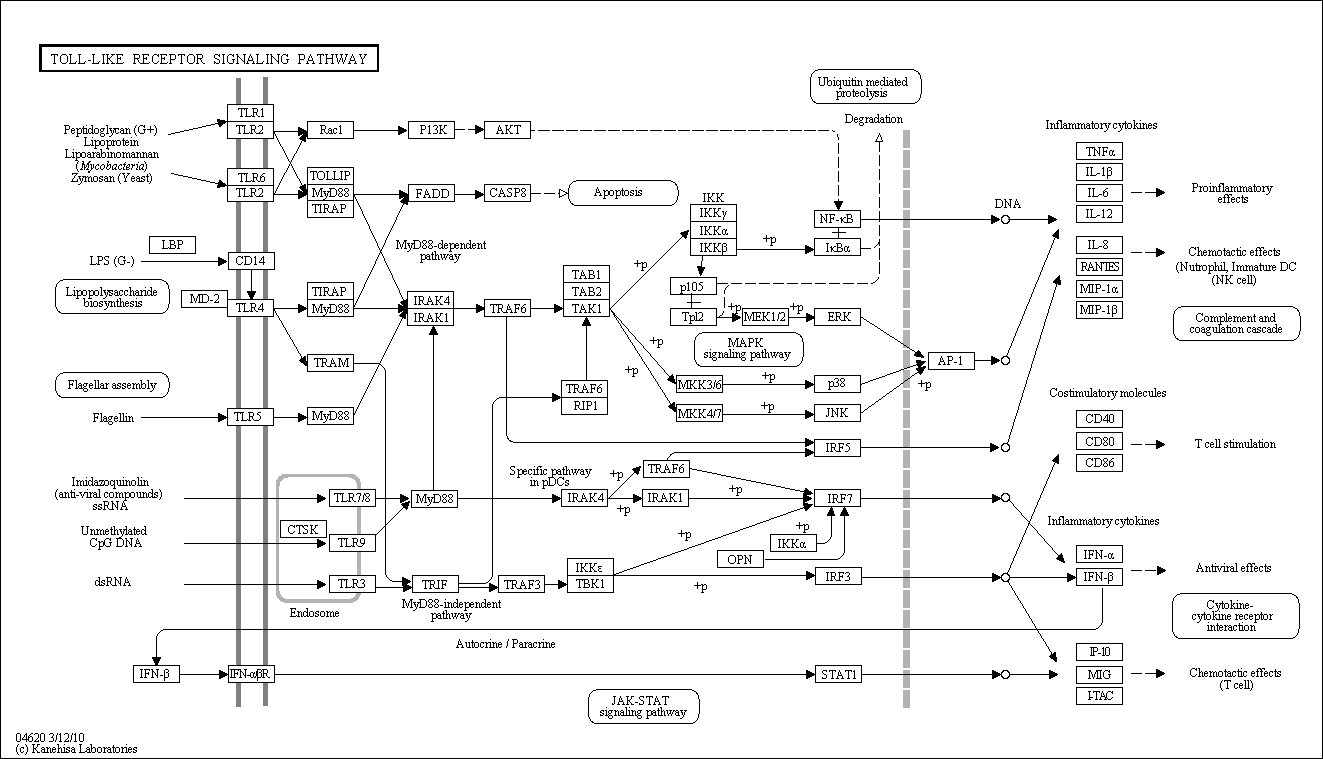 TOLL-LIKE RECEPTOR SIGNALING PATHWAY
Peptidoglycan (G+)
Lipoprotein
Lipoarabinomannan
(Mycobacteria)
Zymosan (Yeast)
TLR1
TLR2
TLR6
TLR2
Rac1
P13K
AKT
TOLLIP
MyD88
TIRAP
FADD
CASP8
Apoptosis
Ubiquitin mediated
proteolysis
Degradation
LBP
LPS (G-)
CD14
Lipopolysaccharide
biosynthesis
MD-2
TLR4
TIRAP
MyD88
MyD88-dependent
pathway
IRAK4
IRAK1
TRAF6
TAB1
TAB2
TAK1
+p
IKK
IKKγ
IKKα
IKKβ
+p
NF-κB
+
IκBα
p105
+
Tpl2
+p
MEK1/2
+p
ERK
MAPK
signaling pathway
+p
MKK3/6
+p
p38
+p
MKK4/7
+p
JNK
AP-1
+p
TRAM
TRAF6
RIP1
Flagellar assembly
Flagellin
TLR5
MyD88
IRF5
Imidazoquinolin
(anti-viral compounds)
ssRNA
TLR7/8
MyD88
Specific pathway
in pDCs
IRAK4
+p
TRAF6
+p
IRAK1
+p
IRF7
Unmethylated
CpG DNA
CTSK
TLR9
+p
IKKα
+p
OPN
dsRNA
TLR3
Endosome
TRIF
MyD88-independent
pathway
TRAF3
IKKε
TBK1
+p
IRF3
Autocrine / Paracrine
IFN-β
IFN-αβR
STAT1
JAK-STAT
signaling pathway
DNA
Inflammatory cytokines
TNFα
IL-1β
IL-6
IL-12
Proinflammatory
effects
IL-8
RANTES
MIP-1α
MIP-1β
Chemotactic effects
(Nutrophil, Immature DC
(NK cell)
Complement and
coagulation cascade
Costimulatory molecules
CD40
CD80
CD86
T cell stimulation
Inflammatory cytokines
IFN-α
IFN-β
Antiviral effects
Cytokine-
cytokine receptor
interaction
IP-10
MIG
I-TAC
Chemotactic effects
(T cell)
04620 3/12/10
(c) Kanehisa Laboratories